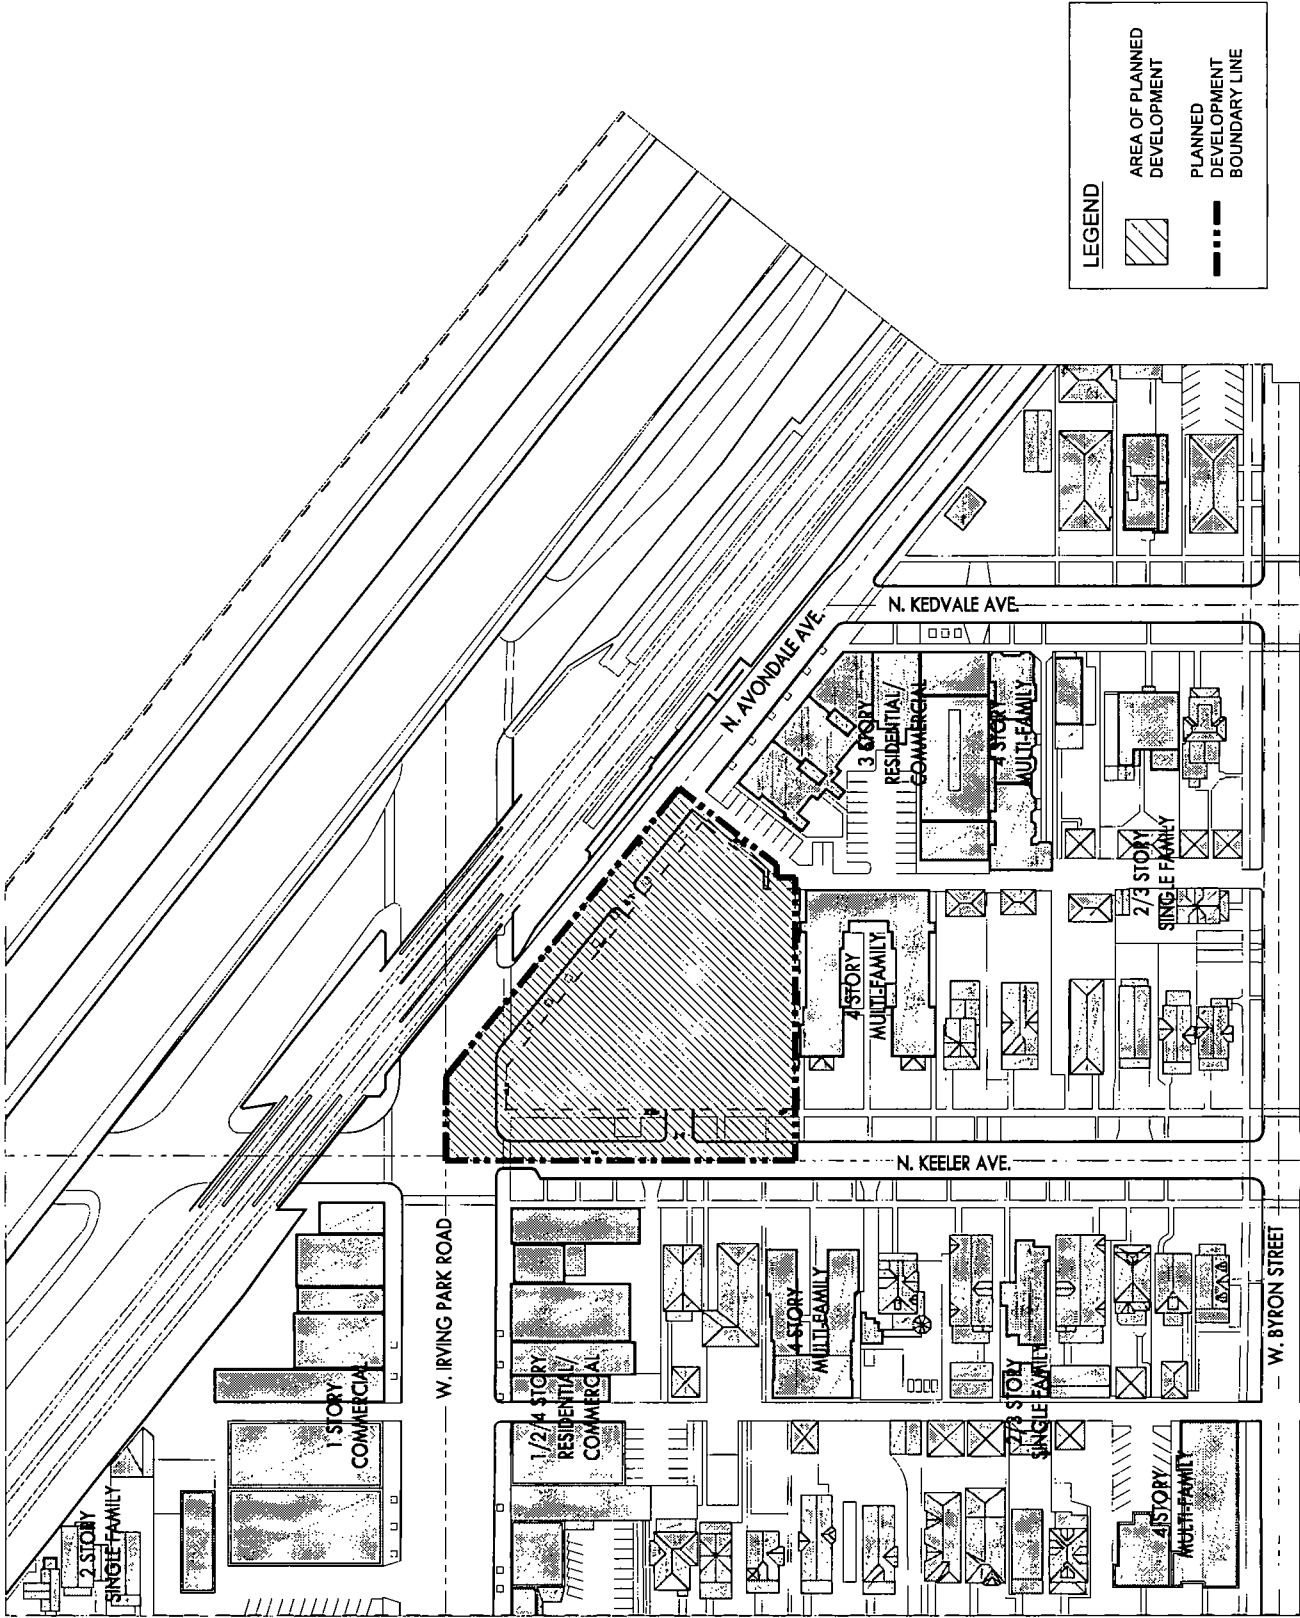 LEGEND
AREA OF PLANNED
DEVELOPMENT
PLANNED
DEVELOPMENT
BOUNDARY LINE
N. KEDVALE AVE.
N. AVONDALE AVE.
3 STORY
RESIDENTIAL/
COMMERCIAL
4 STORY
MULTI-FAMILY
2/3 STORY
SINGLE FAMILY
4 STORY
MULTI-FAMILY
N. KEELER AVE.
W. IRVING PARK ROAD
W. BYRON STREET
4 STORY
MULTI-FAMILY
1 STORY
COMMERCIAL
1/2/4 STORY
RESIDENTIAL/
COMMERCIAL
2/3 STORY
SINGLE FAMILY
2 STORY
SINGLE FAMILY
4 STORY
MULTI-FAMILY